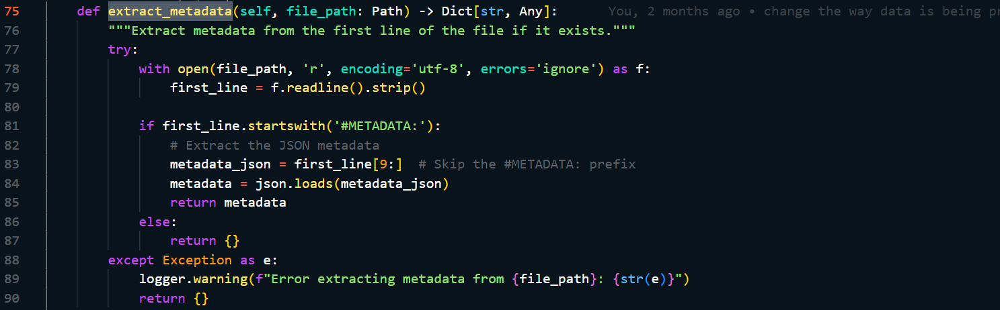 75 def extract_metadata(self, file_path: Path) -> Dict[str, Any]: You, 2 months ago • change the way data is being pr
76 """Extract metadata from the first line of the file if it exists."""
77 try:
78 with open(file_path, 'r', encoding='utf-8', errors='ignore') as f:
79 first_line = f.readline().strip()
80
81 if first_line.startswith('#METADATA:'):
82 # Extract the JSON metadata
83 metadata_json = first_line[9:] # Skip the #METADATA: prefix
84 metadata = json.loads(metadata_json)
85 return metadata
86 else:
87 return {}
88 except Exception as e:
89 logger.warning(f"Error extracting metadata from {file_path}: {str(e)}")
90 return {}